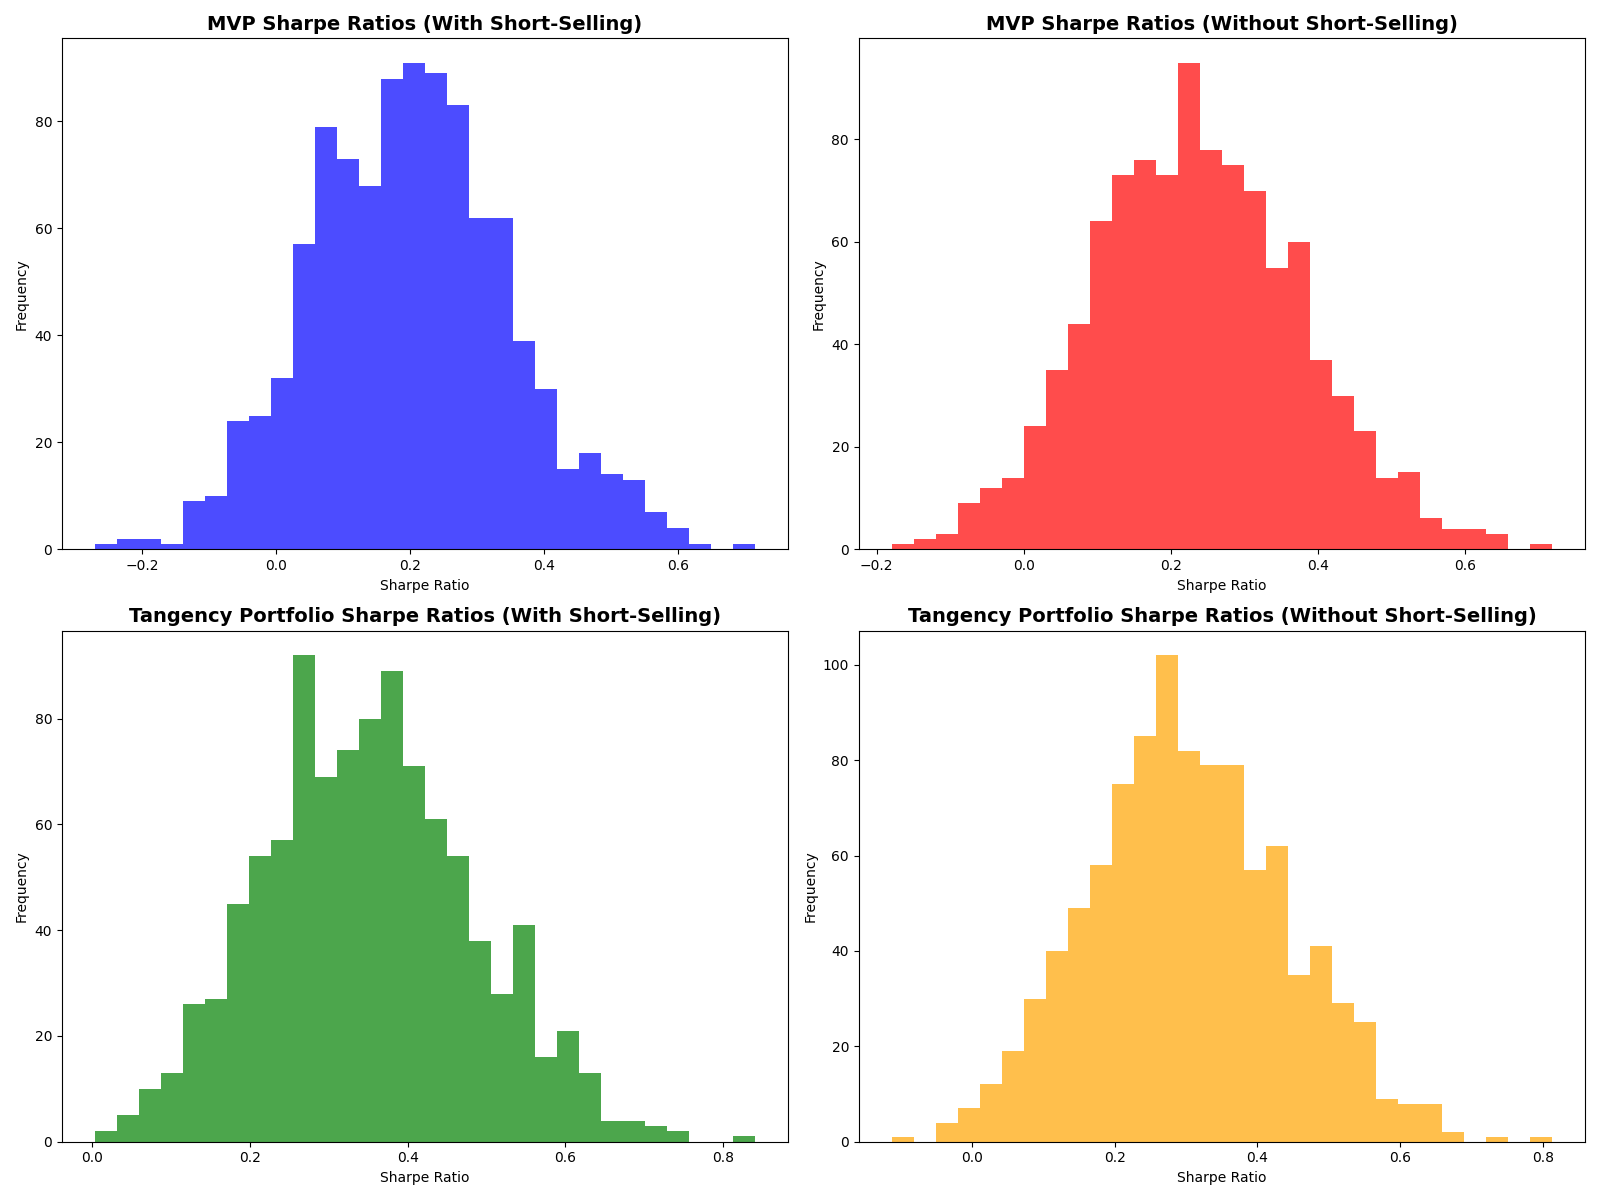 MVP Sharpe Ratios (With Short-Selling)
Frequency
80
60
40
20
0
−0.2 0.0 0.2 0.4 0.6
Sharpe Ratio
MVP Sharpe Ratios (Without Short-Selling)
Frequency
80
60
40
20
0
−0.2 0.0 0.2 0.4 0.6
Sharpe Ratio
Tangency Portfolio Sharpe Ratios (With Short-Selling)
Frequency
80
60
40
20
0
0.0 0.2 0.4 0.6 0.8
Sharpe Ratio
Tangency Portfolio Sharpe Ratios (Without Short-Selling)
Frequency
100
80
60
40
20
0
0.0 0.2 0.4 0.6 0.8
Sharpe Ratio